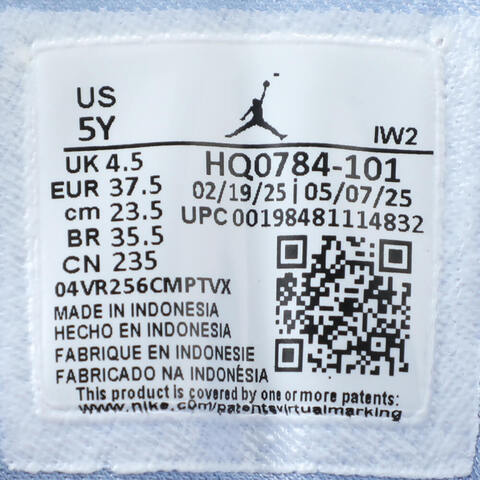 US
5Y
IW2
UK 4.5
EUR 37.5
cm 23.5
BR 35.5
CN 235
HQ0784-101
02/19/25 | 05/07/25
UPC 00198481114832
04VR256CMPTVX
MADE IN INDONESIA
HECHO EN INDONESIA
FABRIQUE EN INDONESIE
FABRICADO NA INDONÉSIA
This product is covered by one or more patents:
www.nike.com/patentsvirtualmarking